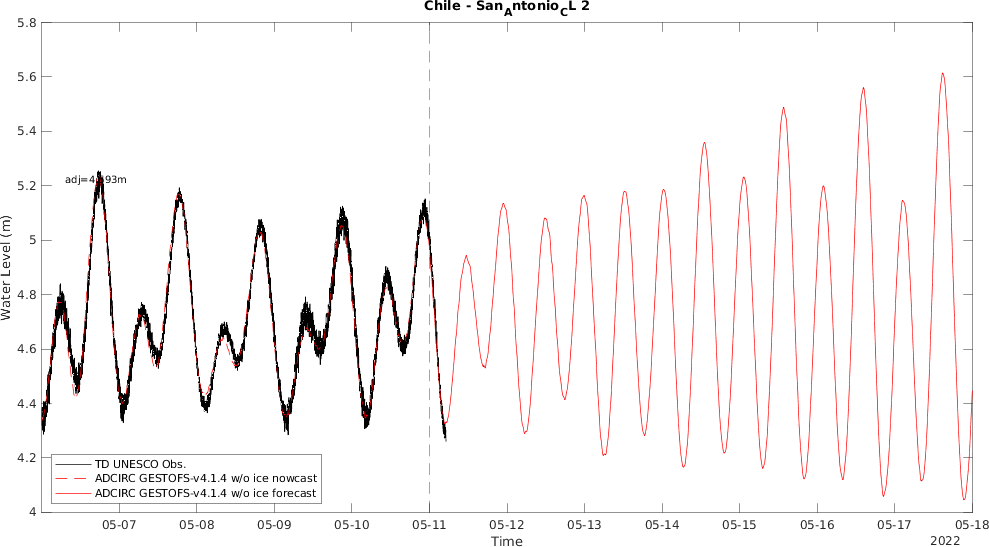 Chile - San_Antonio_CL 2
5.8
5.6
5.4
5.2
5
4.8
4.6
4.4
4.2
4
Water Level (m)
TD UNESCO Obs.
ADCIRC GESTOFS-v4.1.4 w/o ice nowcast
ADCIRC GESTOFS-v4.1.4 w/o ice forecast
05-07 05-08 05-09 05-10 05-11 05-12 05-13 05-14 05-15 05-16 05-17 05-18
Time
2022